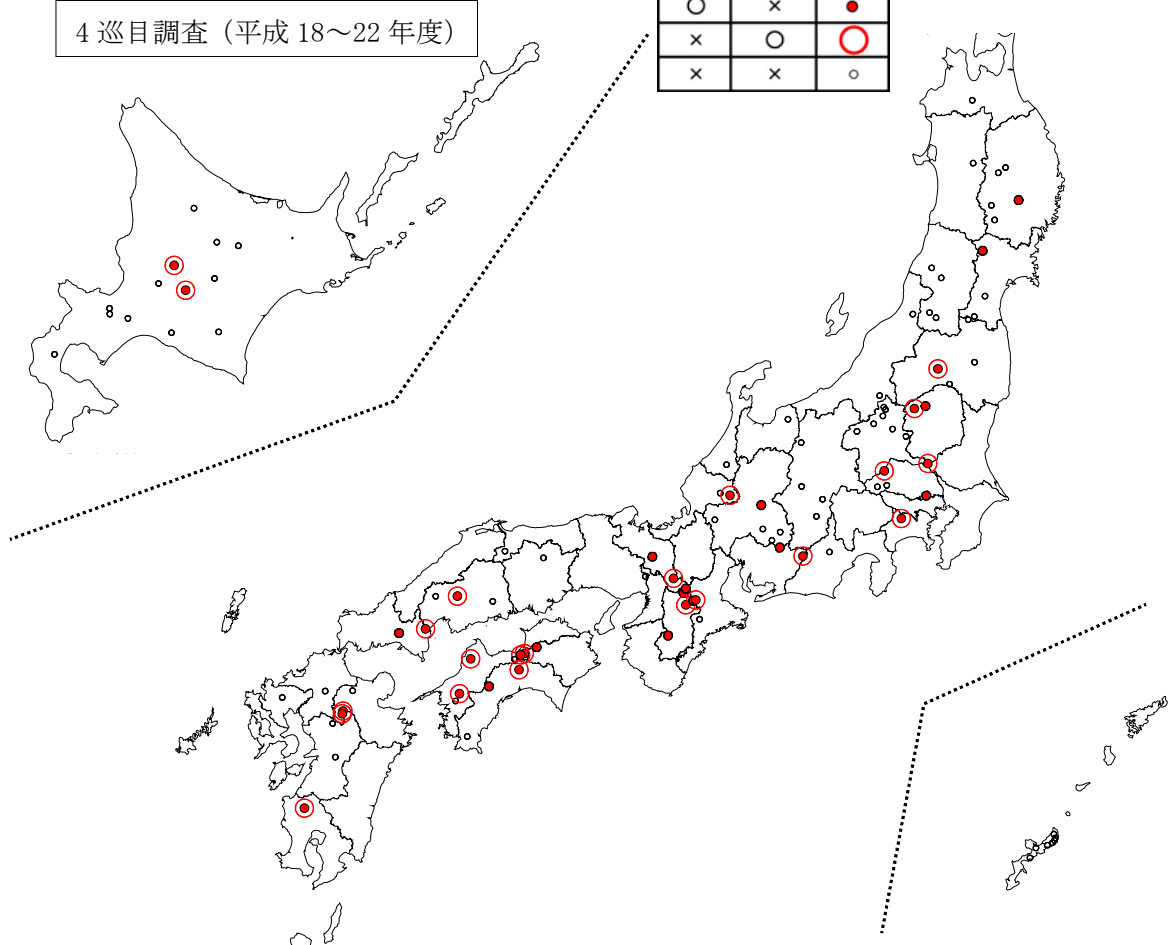 4 巡目調査（平成 18～22 年度）
○ × ●
× ○ ○
× × ○